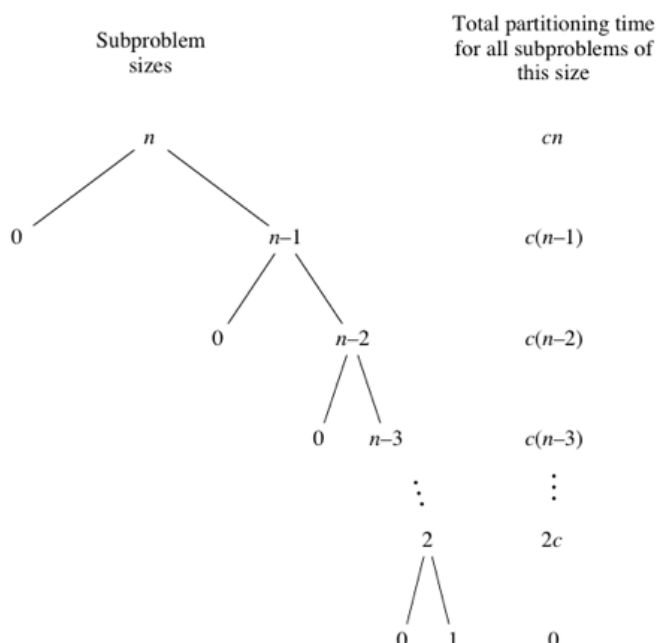 Subproblem
sizes
Total partitioning time
for all subproblems of
this size
n cn
0 n–1 c(n–1)
0 n–2 c(n–2)
0 n–3 c(n–3)
⋱ ⋮
2 2c
0 1 0